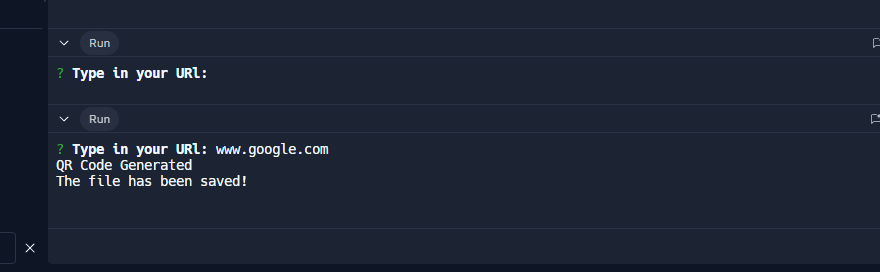 Run
? Type in your URl:
Run
? Type in your URl: www.google.com
QR Code Generated
The file has been saved!